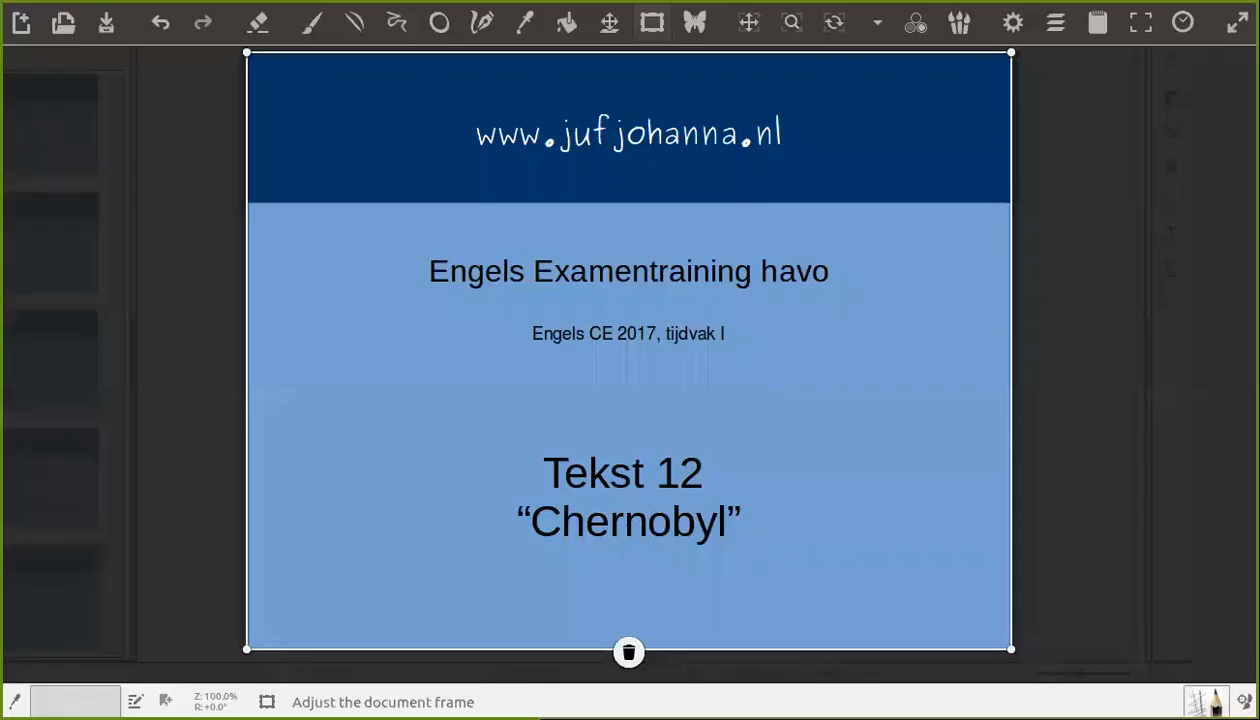 www.jufjohanna.nl
Engels Examentraining havo
Engels CE 2017, tijdvak I
Tekst 12
“Chernobyl”
Z:100.0%
R:+0.0°
Adjust the document frame